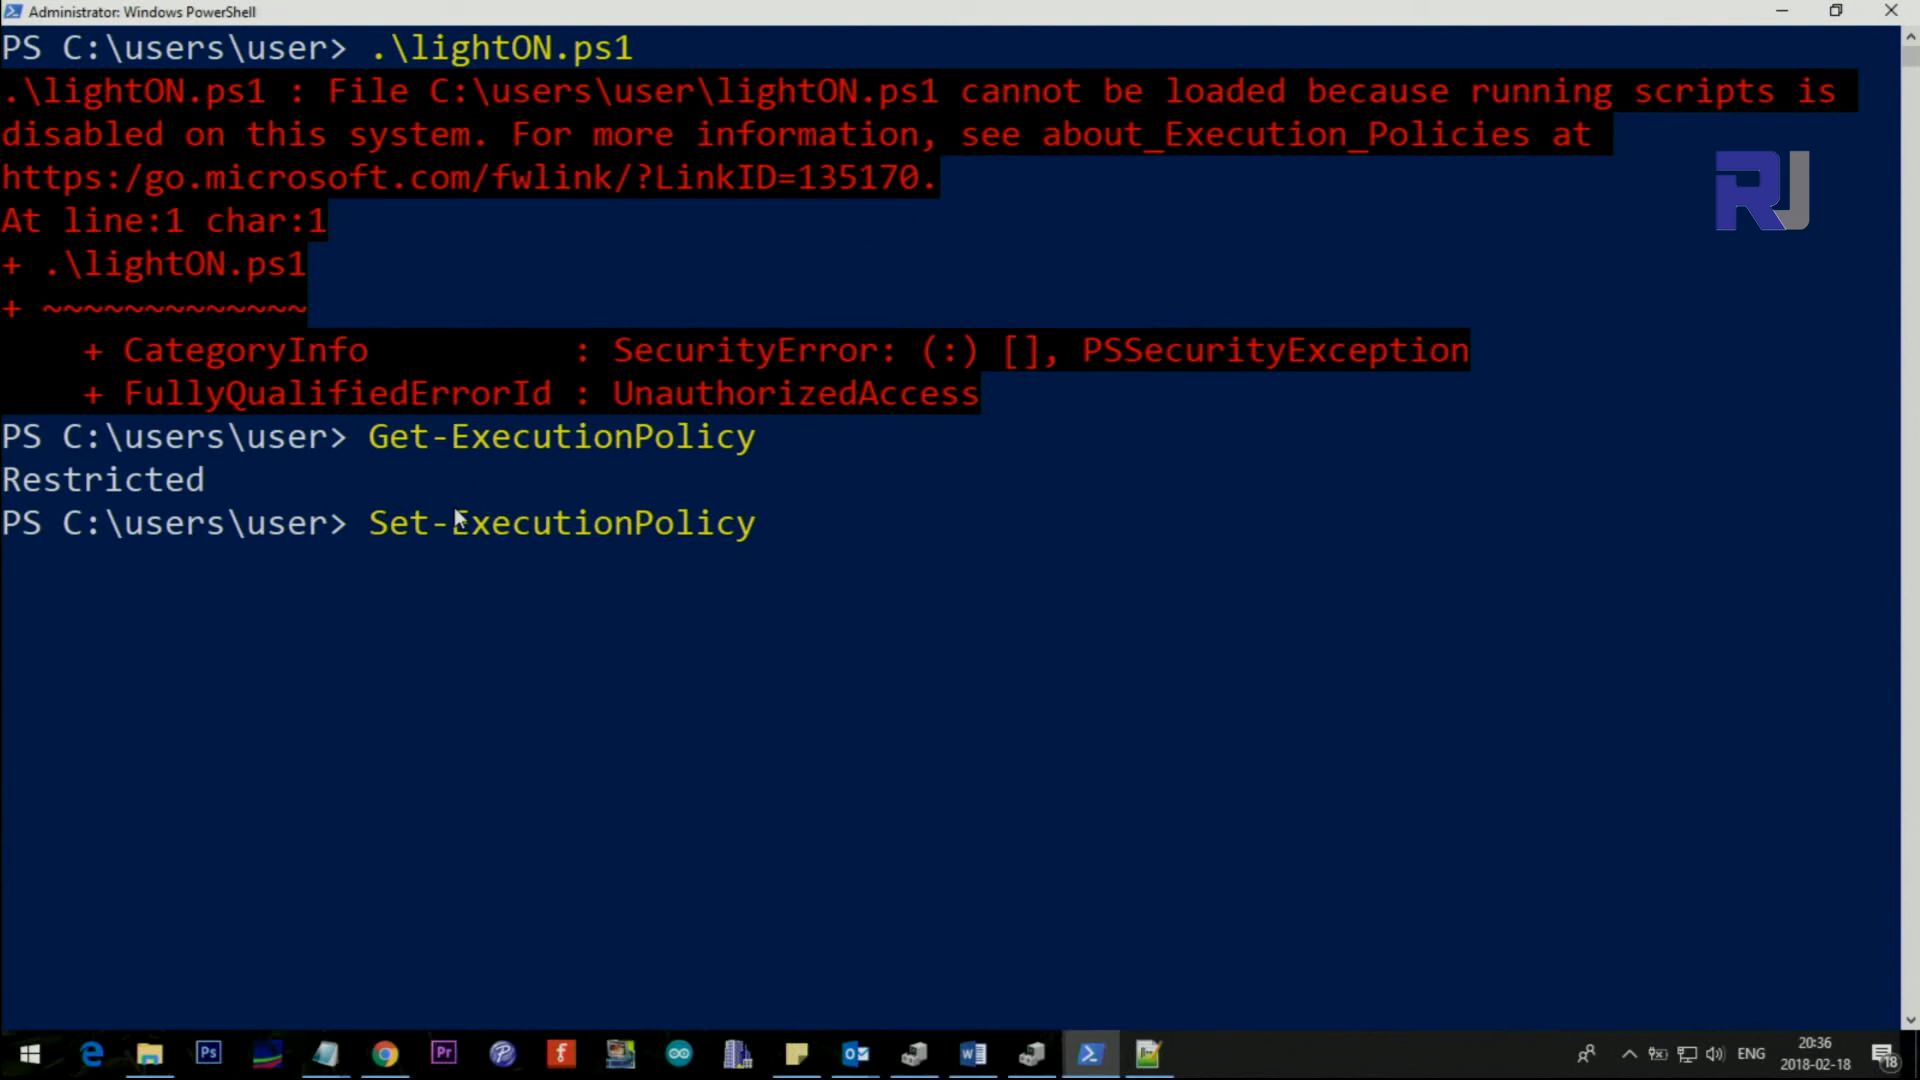 Administrator: Windows PowerShell
PS C:\users\user> .\lightON.ps1
.\lightON.ps1 : File C:\users\user\lightON.ps1 cannot be loaded because running scripts is
disabled on this system. For more information, see about_Execution_Policies at
https:/go.microsoft.com/fwlink/?LinkID=135170.
At line:1 char:1
+ .\lightON.ps1
+ ~~~~~~~~~~~~~
+ CategoryInfo : SecurityError: (:) [], PSSecurityException
+ FullyQualifiedErrorId : UnauthorizedAccess
PS C:\users\user> Get-ExecutionPolicy
Restricted
PS C:\users\user> Set-ExecutionPolicy
RJ
Ps
Pr
ENG
20:36
2018-02-18
18